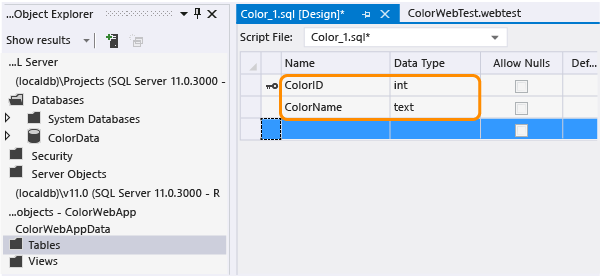 ...Object Explorer
Show results
...L Server
(localdb)\Projects (SQL Server 11.0.3000 -
Databases
System Databases
ColorData
Security
Server Objects
(localdb)\v11.0 (SQL Server 11.0.3000 - R
...objects - ColorWebApp
ColorWebAppData
Tables
Views
Color_1.sql [Design]*
ColorWebTest.webtest
Script File: Color_1.sql*
Name Data Type Allow Nulls Def...
ColorID int
ColorName text